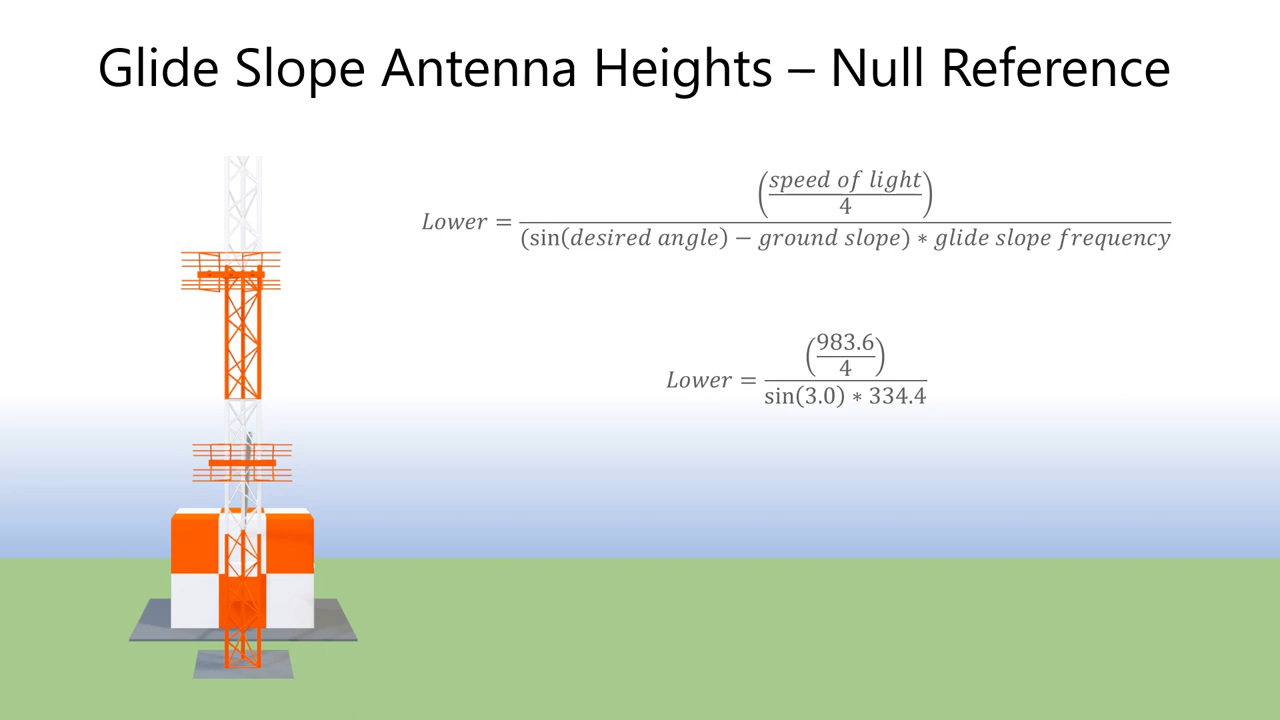 Glide Slope Antenna Heights – Null Reference
Lower = (speed of light / 4) / ((sin(desired angle) − ground slope) ∗ glide slope frequency)
Lower = (983.6 / 4) / (sin(3.0) ∗ 334.4)